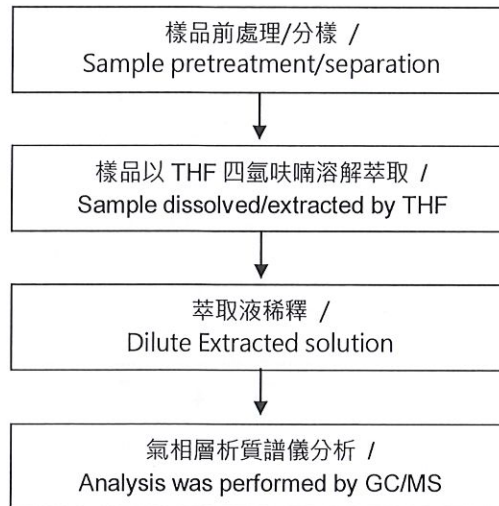 樣品前處理/分樣 /
Sample pretreatment/separation
樣品以 THF 四氫呋喃溶解萃取 /
Sample dissolved/extracted by THF
萃取液稀釋 /
Dilute Extracted solution
氣相層析質譜儀分析 /
Analysis was performed by GC/MS